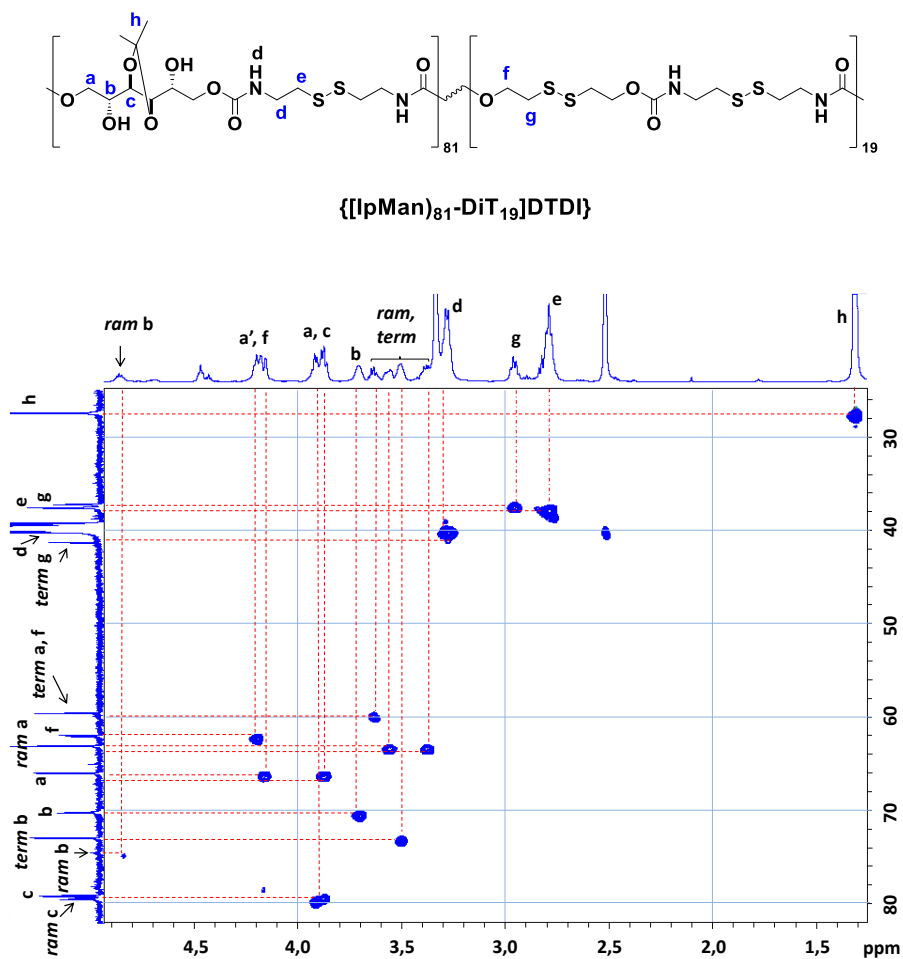 h
O
OH
H
N
d
O
H
N
a
b
c
e
f
O
O
O
S
S
d
N
H
O
S
S
O
H
N
S
S
N
H
O
OH
O
O
g
O
81
19
{[IpMan)81-DiT19]DTDI}
ram b
a’, f
a, c
b
ram,
term
d
g
e
h
h
e g
d
term g
term a, f
ram a
f
a
term b
b
ram b
c
ram c
30
40
50
60
70
80
4,5
4,0
3,5
3,0
2,5
2,0
1,5
ppm